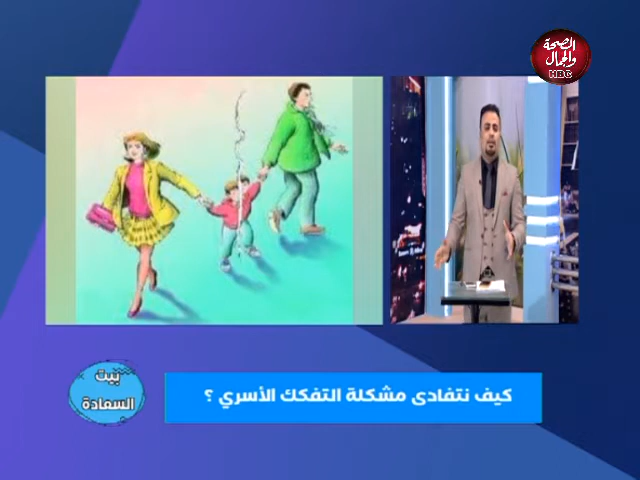 الصحة
والجمال
HBC
كيف نتفادى مشكلة التفكك الأسري ؟
بيت
السعادة